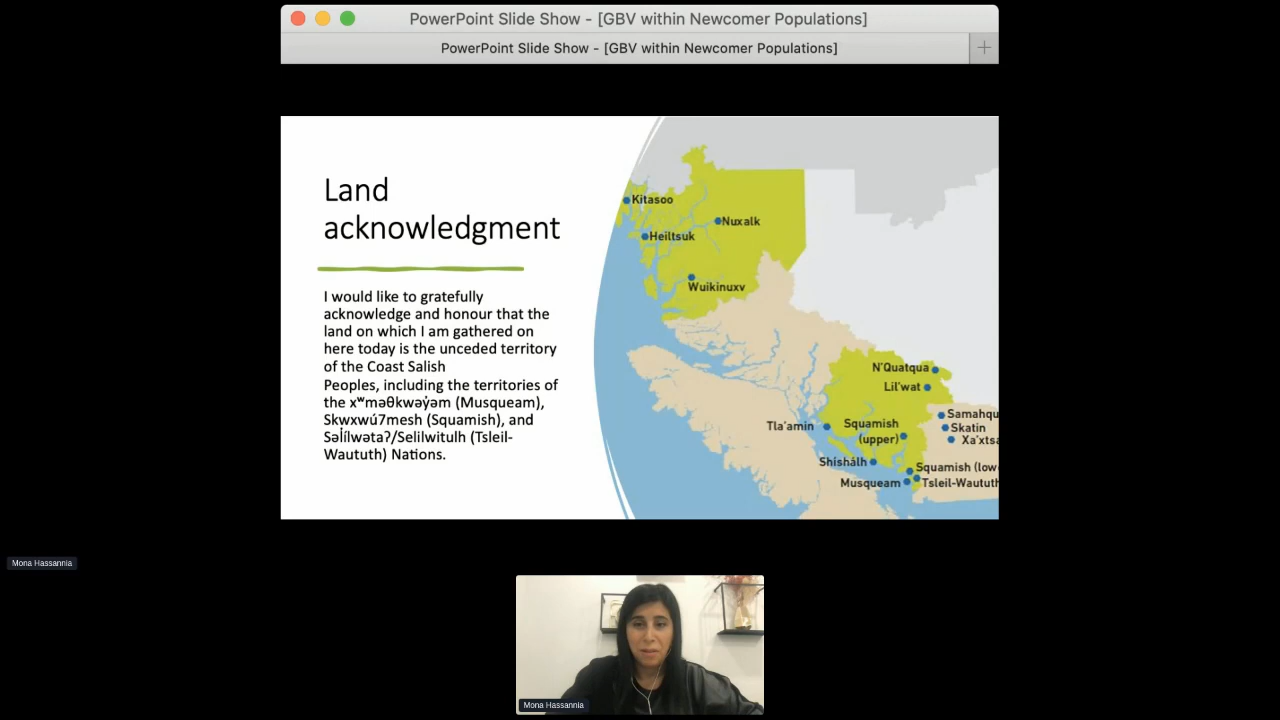 PowerPoint Slide Show - [GBV within Newcomer Populations]
PowerPoint Slide Show - [GBV within Newcomer Populations]
Land
acknowledgment
I would like to gratefully
acknowledge and honour that the
land on which I am gathered on
here today is the unceded territory
of the Coast Salish
Peoples, including the territories of
the xʷməθkwəy̓əm (Musqueam),
Skwxwú7mesh (Squamish), and
Səl̓ílwətaʔ/Selilwitulh (Tsleil-
Waututh) Nations.
Kitasoo
Nuxalk
Heiltsuk
Wuikinuxv
N'Quatqua
Lil'wat
Samahqu
Tla'amin
Squamish
(upper)
Skatin
Xa'xtsa
Shíshálh
Squamish (low
Musqueam
Tsleil-Waututh
Mona Hassannia
Mona Hassannia